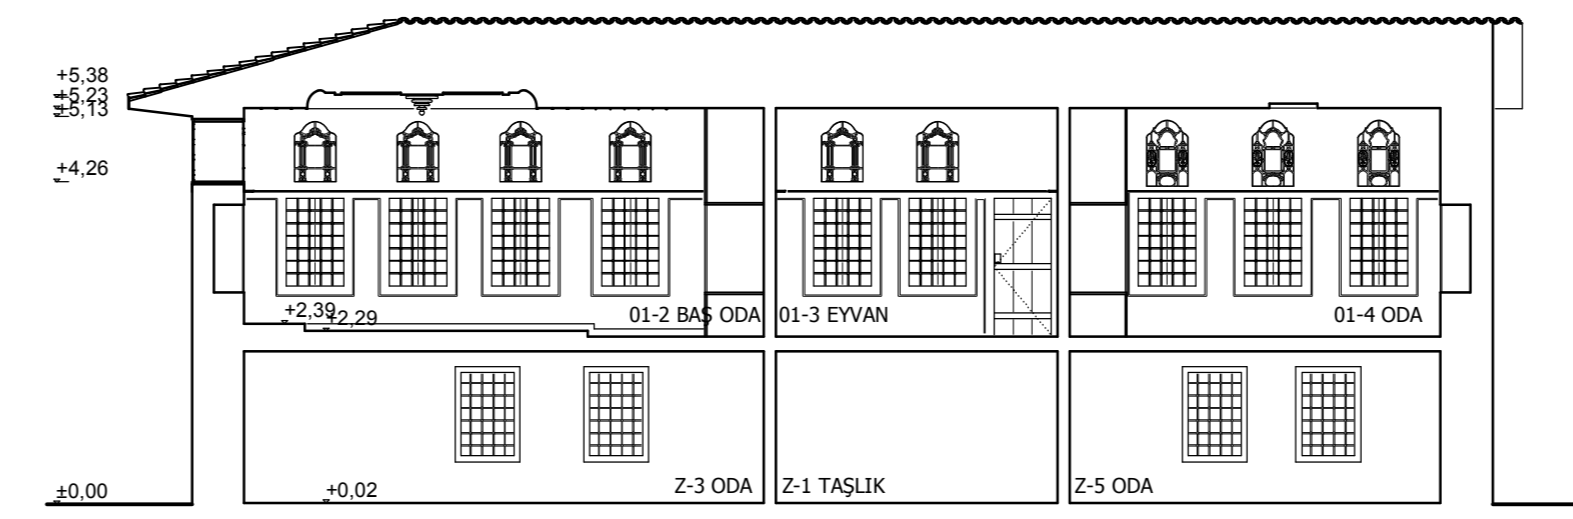 +5,38
+5,23
+5,13
+4,26
+2,39
+2,29
01-2 BAŞ ODA
01-3 EYVAN
01-4 ODA
±0,00
+0,02
Z-3 ODA
Z-1 TAŞLIK
Z-5 ODA